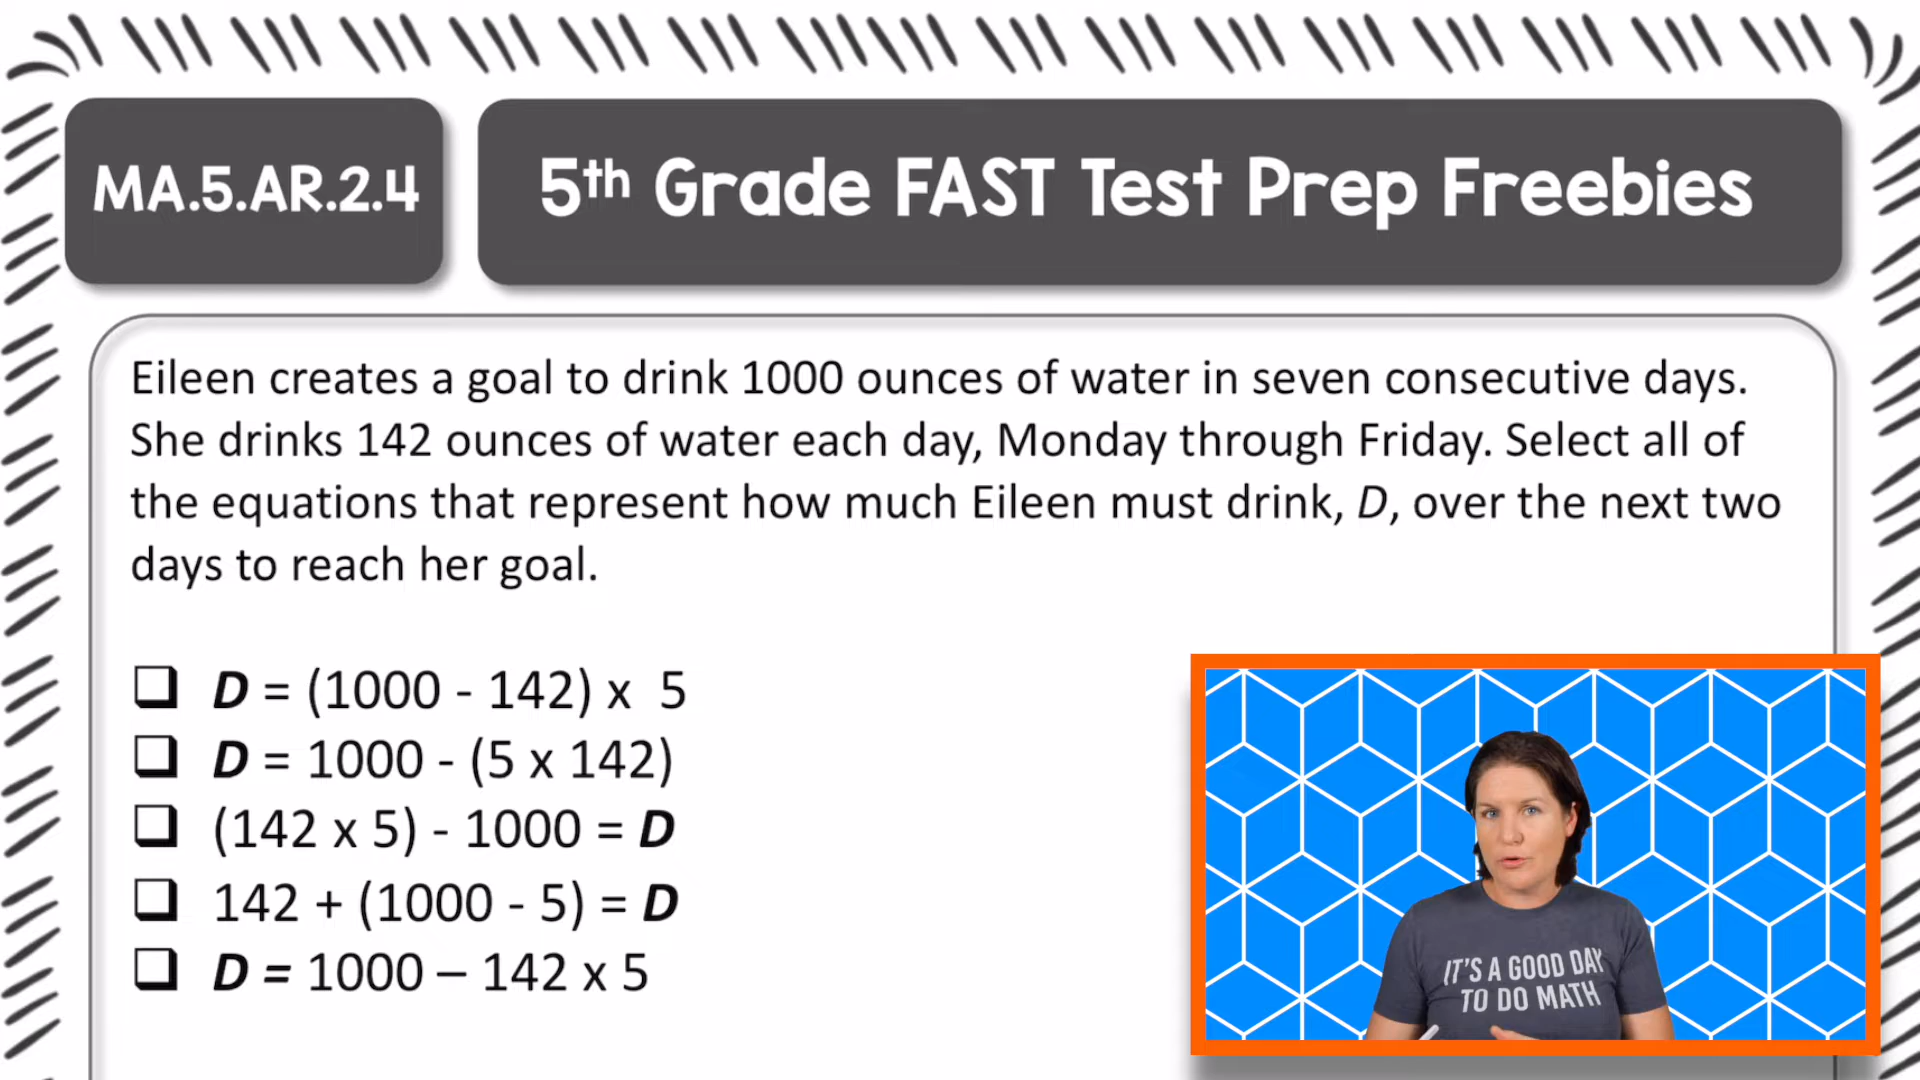 MA.5.AR.2.4
5th Grade FAST Test Prep Freebies
Eileen creates a goal to drink 1000 ounces of water in seven consecutive days.
She drinks 142 ounces of water each day, Monday through Friday. Select all of
the equations that represent how much Eileen must drink, D, over the next two
days to reach her goal.
❑ D = (1000 - 142) x 5
❑ D = 1000 - (5 x 142)
❑ (142 x 5) - 1000 = D
❑ 142 + (1000 - 5) = D
❑ D = 1000 – 142 x 5
IT'S A GOOD DAY
TO DO MATH